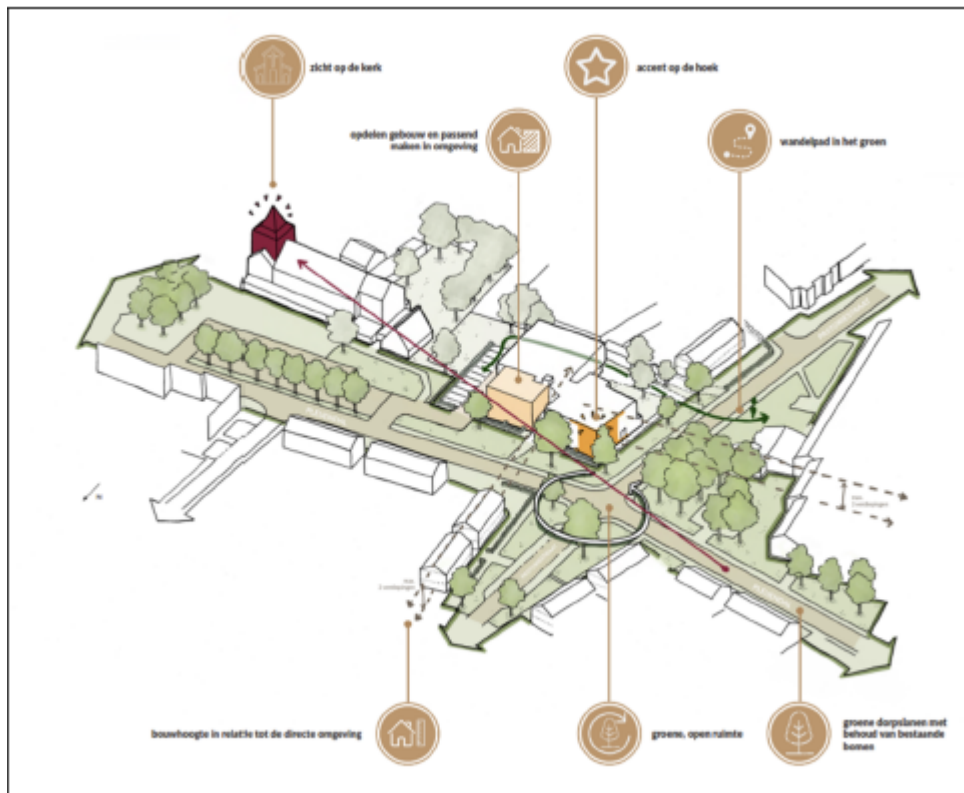 zicht op de kerk
accent op de hoek
opdelen gebouw en passend
maken in omgeving
wandelpad in het groen
bouwhoogte in relatie tot de directe omgeving
groene, open ruimte
groene dorpslanen met
behoud van bestaande
bomen